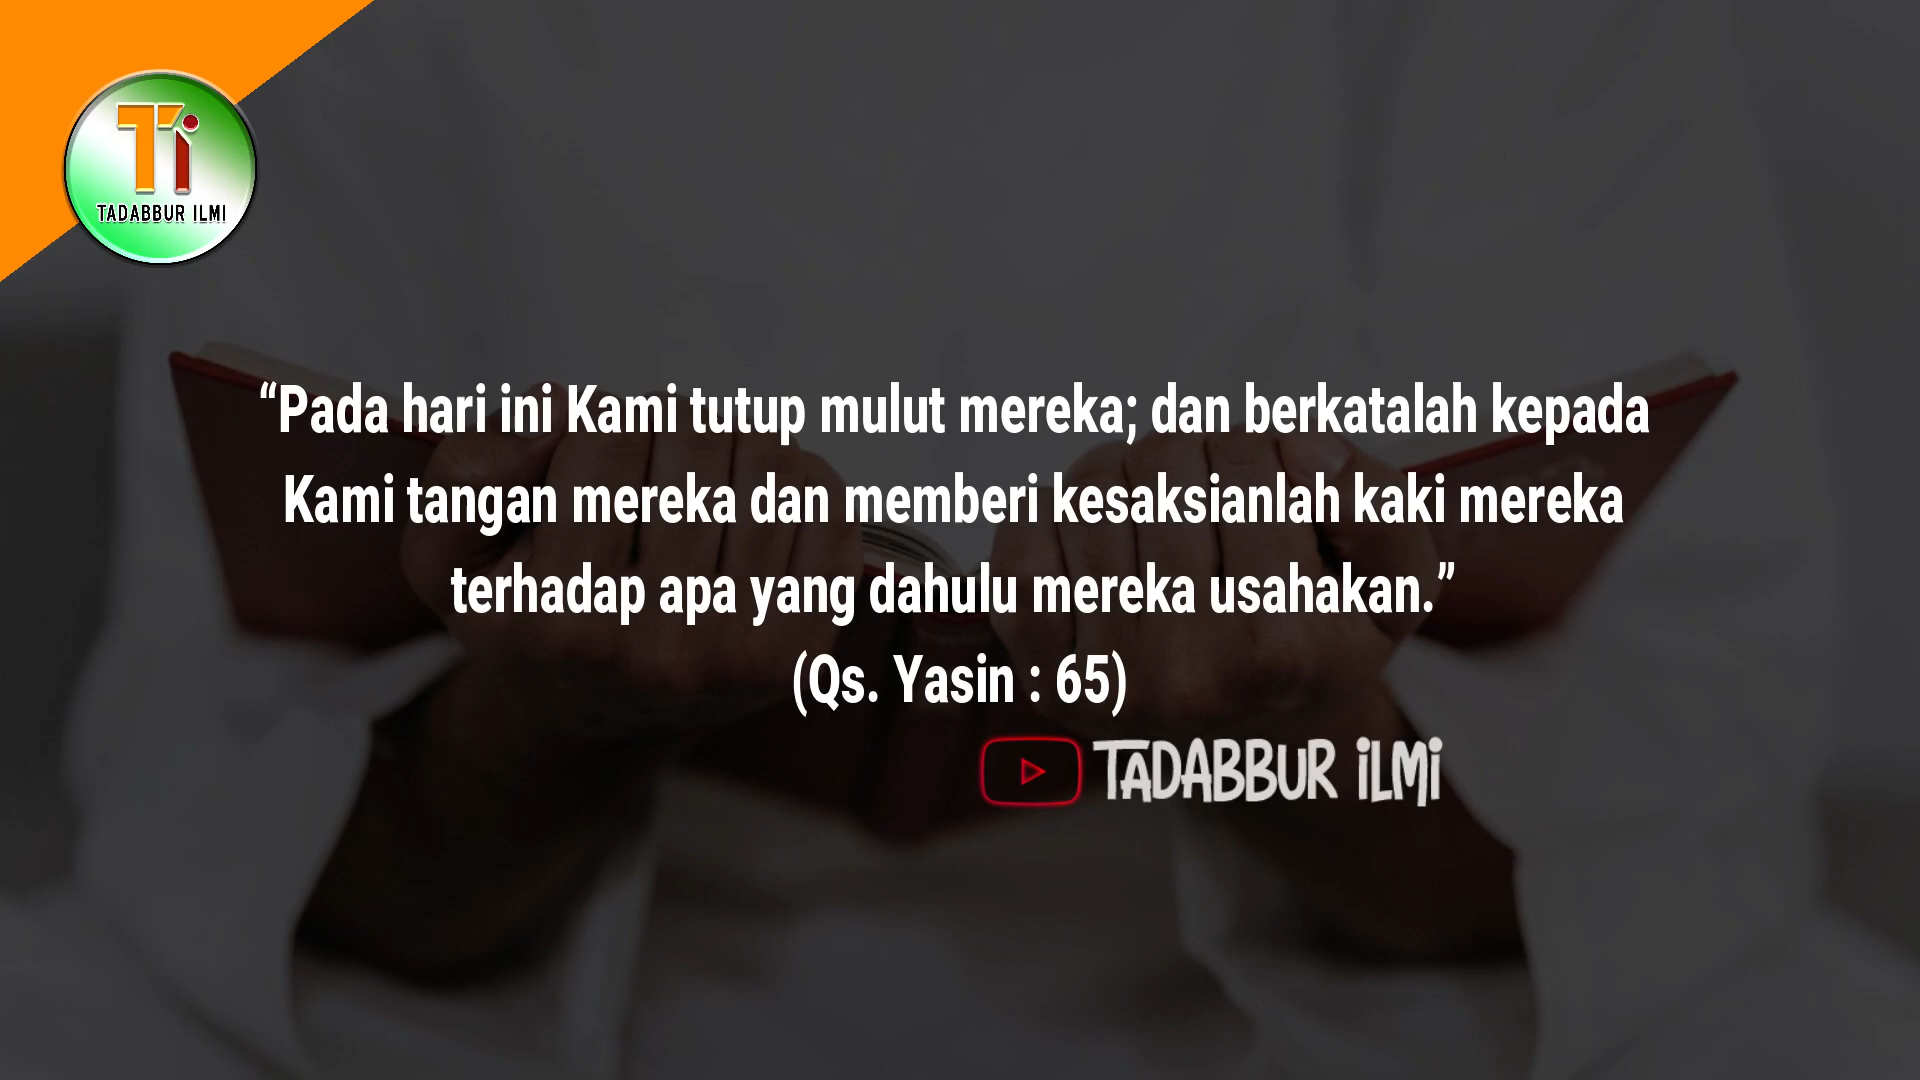 Ti
TADABBUR ILMI
“Pada hari ini Kami tutup mulut mereka; dan berkatalah kepada
Kami tangan mereka dan memberi kesaksianlah kaki mereka
terhadap apa yang dahulu mereka usahakan.”
(Qs. Yasin : 65)
TADABBUR iLMi